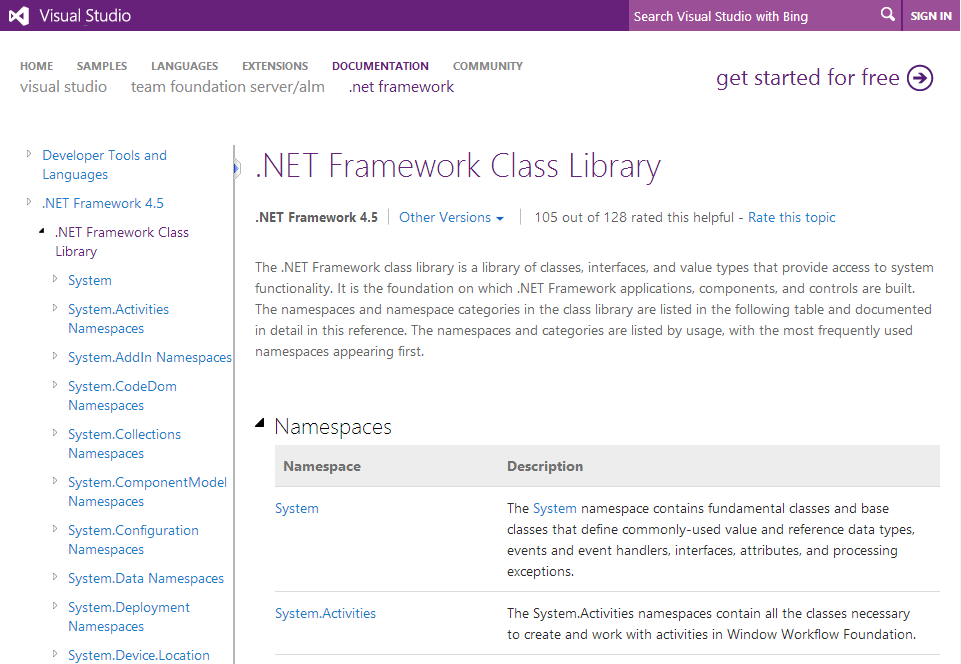 Visual Studio
Search Visual Studio with Bing
SIGN IN
HOME SAMPLES LANGUAGES EXTENSIONS DOCUMENTATION COMMUNITY
visual studio team foundation server/alm .net framework
get started for free
Developer Tools and
Languages
.NET Framework 4.5
.NET Framework Class
Library
System
System.Activities
Namespaces
System.AddIn Namespaces
System.CodeDom
Namespaces
System.Collections
Namespaces
System.ComponentModel
Namespaces
System.Configuration
Namespaces
System.Data Namespaces
System.Deployment
Namespaces
System.Device.Location
.NET Framework Class Library
.NET Framework 4.5 Other Versions 105 out of 128 rated this helpful - Rate this topic
The .NET Framework class library is a library of classes, interfaces, and value types that provide access to system
functionality. It is the foundation on which .NET Framework applications, components, and controls are built.
The namespaces and namespace categories in the class library are listed in the following table and documented
in detail in this reference. The namespaces and categories are listed by usage, with the most frequently used
namespaces appearing first.
Namespaces
Namespace Description
System The System namespace contains fundamental classes and base
classes that define commonly-used value and reference data types,
events and event handlers, interfaces, attributes, and processing
exceptions.
System.Activities The System.Activities namespaces contain all the classes necessary
to create and work with activities in Window Workflow Foundation.